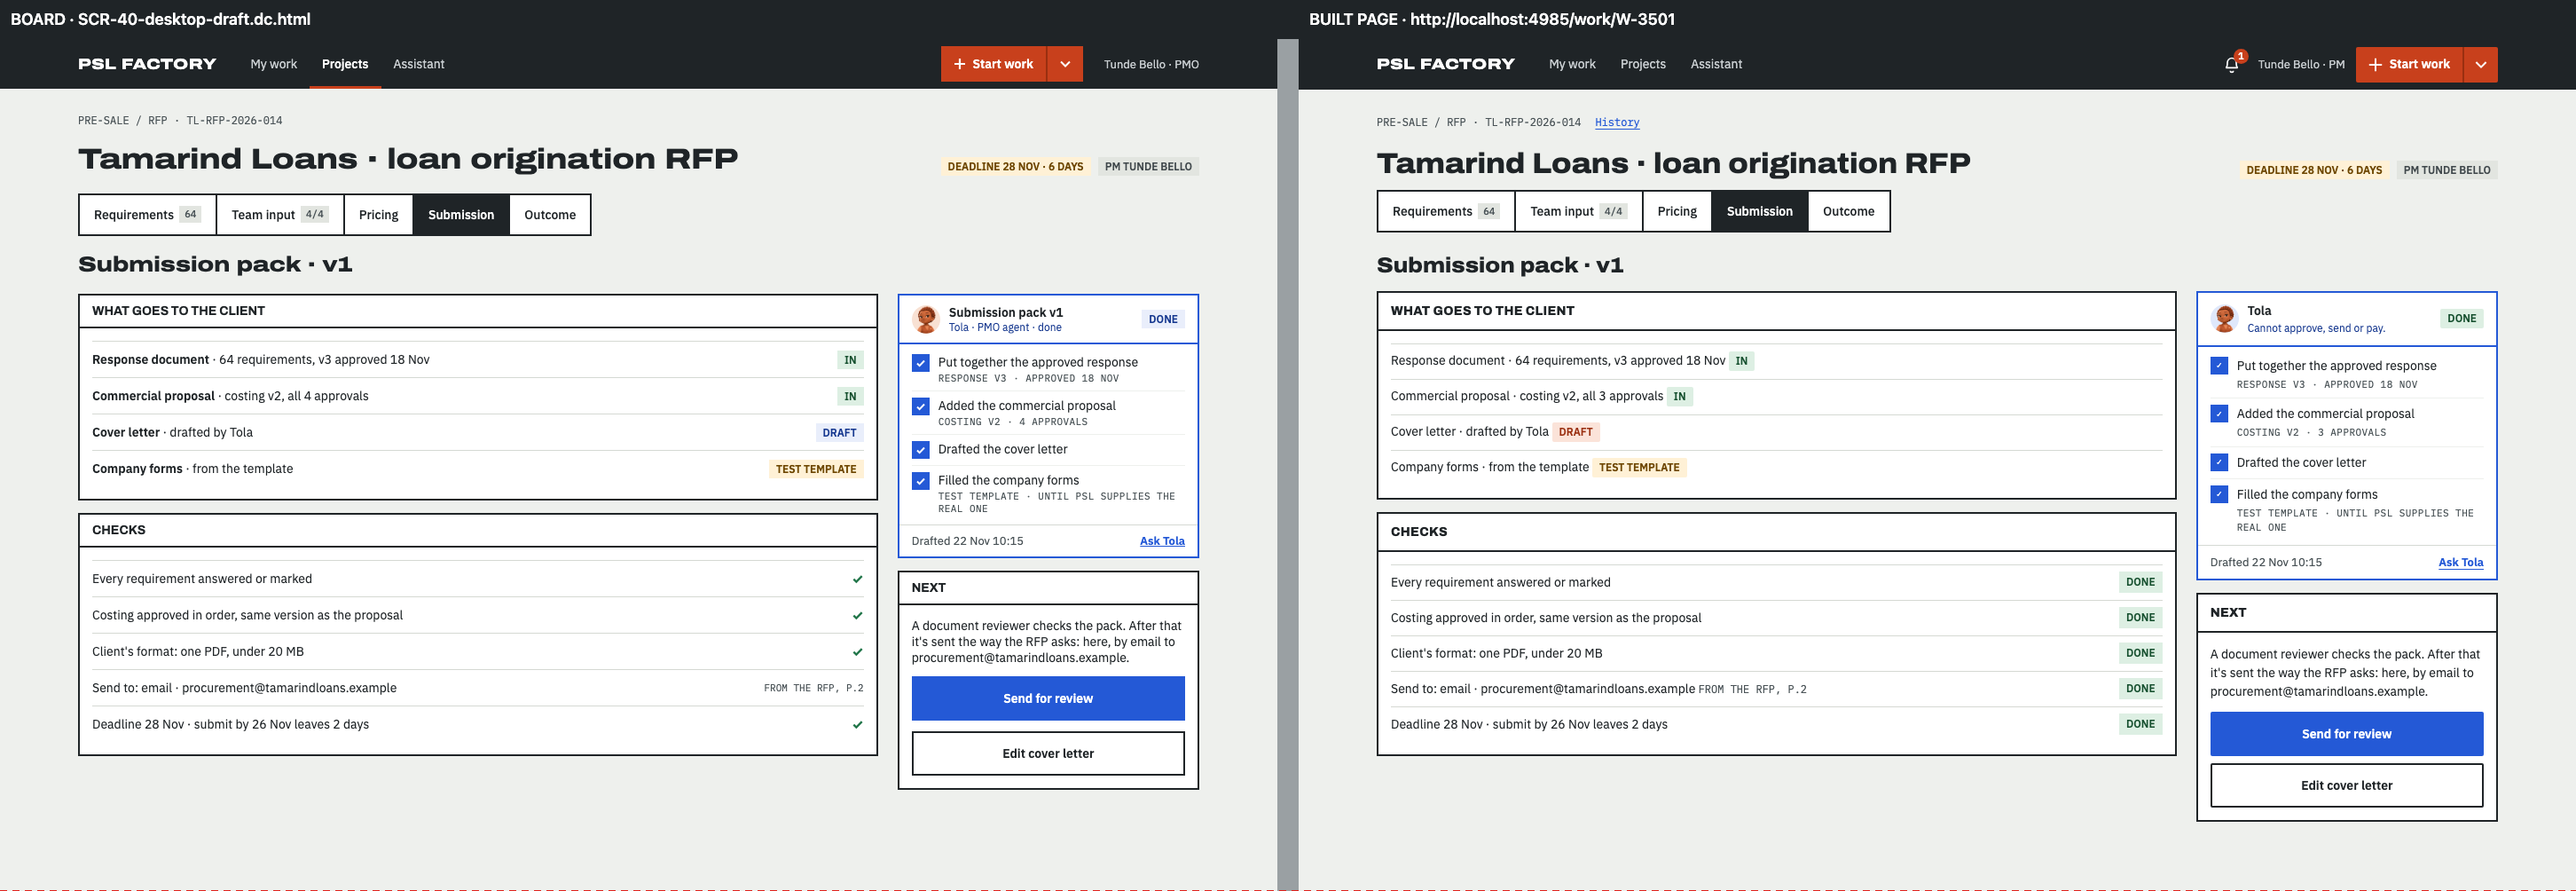 BOARD · SCR-40-desktop-draft.dc.html
PSL FACTORY
My work
Projects
Assistant
+ Start work
Tunde Bello · PMO
PRE-SALE / RFP · TL-RFP-2026-014
Tamarind Loans · loan origination RFP
DEADLINE 28 NOV · 6 DAYS
PM TUNDE BELLO
Requirements 64
Team input 4/4
Pricing
Submission
Outcome
Submission pack · v1
WHAT GOES TO THE CLIENT
Response document · 64 requirements, v3 approved 18 Nov
IN
Commercial proposal · costing v2, all 4 approvals
IN
Cover letter · drafted by Tola
DRAFT
Company forms · from the template
TEST TEMPLATE
CHECKS
Every requirement answered or marked
Costing approved in order, same version as the proposal
Client's format: one PDF, under 20 MB
Send to: email · procurement@tamarindloans.example
FROM THE RFP, P.2
Deadline 28 Nov · submit by 26 Nov leaves 2 days
Submission pack v1
Tola · PMO agent · done
DONE
Put together the approved response
RESPONSE V3 · APPROVED 18 NOV
Added the commercial proposal
COSTING V2 · 4 APPROVALS
Drafted the cover letter
Filled the company forms
TEST TEMPLATE · UNTIL PSL SUPPLIES THE
REAL ONE
Drafted 22 Nov 10:15
Ask Tola
NEXT
A document reviewer checks the pack. After that
it's sent the way the RFP asks: here, by email to
procurement@tamarindloans.example.
Send for review
Edit cover letter
BUILT PAGE · http://localhost:4985/work/W-3501
PSL FACTORY
My work
Projects
Assistant
1
Tunde Bello · PM
+ Start work
PRE-SALE / RFP · TL-RFP-2026-014 History
Tamarind Loans · loan origination RFP
DEADLINE 28 NOV · 6 DAYS
PM TUNDE BELLO
Requirements 64
Team input 4/4
Pricing
Submission
Outcome
Submission pack · v1
WHAT GOES TO THE CLIENT
Response document · 64 requirements, v3 approved 18 Nov IN
Commercial proposal · costing v2, all 3 approvals IN
Cover letter · drafted by Tola DRAFT
Company forms · from the template TEST TEMPLATE
CHECKS
Every requirement answered or marked
DONE
Costing approved in order, same version as the proposal
DONE
Client's format: one PDF, under 20 MB
DONE
Send to: email · procurement@tamarindloans.example FROM THE RFP, P.2
DONE
Deadline 28 Nov · submit by 26 Nov leaves 2 days
DONE
Tola
Cannot approve, send or pay.
DONE
Put together the approved response
RESPONSE V3 · APPROVED 18 NOV
Added the commercial proposal
COSTING V2 · 3 APPROVALS
Drafted the cover letter
Filled the company forms
TEST TEMPLATE · UNTIL PSL SUPPLIES THE
REAL ONE
Drafted 22 Nov 10:15
Ask Tola
NEXT
A document reviewer checks the pack. After that
it's sent the way the RFP asks: here, by email to
procurement@tamarindloans.example.
Send for review
Edit cover letter